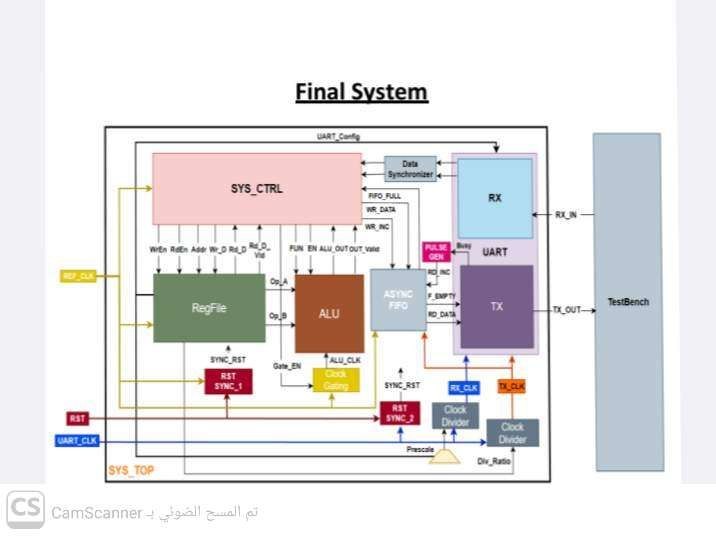 Final System
UART_Config
SYS_CTRL
Data
Synchronizer
RX
FIFO_FULL
WR_DATA
WR_INC
RX_IN
WrEn RdEn Addr Wr_D Rd_D Rd_D_
Vld
FUN EN ALU_OUT OUT_Valid
PULSE
GEN
Busy
UART
REF_CLK
RegFile
Op_A
Op_B
ALU
ASYNC
FIFO
RD_INC
F_EMPTY
RD_DATA
TX
TX_OUT
TestBench
SYNC_RST
RST
SYNC_1
Gate_EN
ALU_CLK
Clock
Gating
SYNC_RST
RX_CLK
TX_CLK
RST
RST
SYNC_2
Clock
Divider
Clock
Divider
UART_CLK
Prescale
Div_Ratio
SYS_TOP
CS CamScanner تم المسح الضوئي بـ